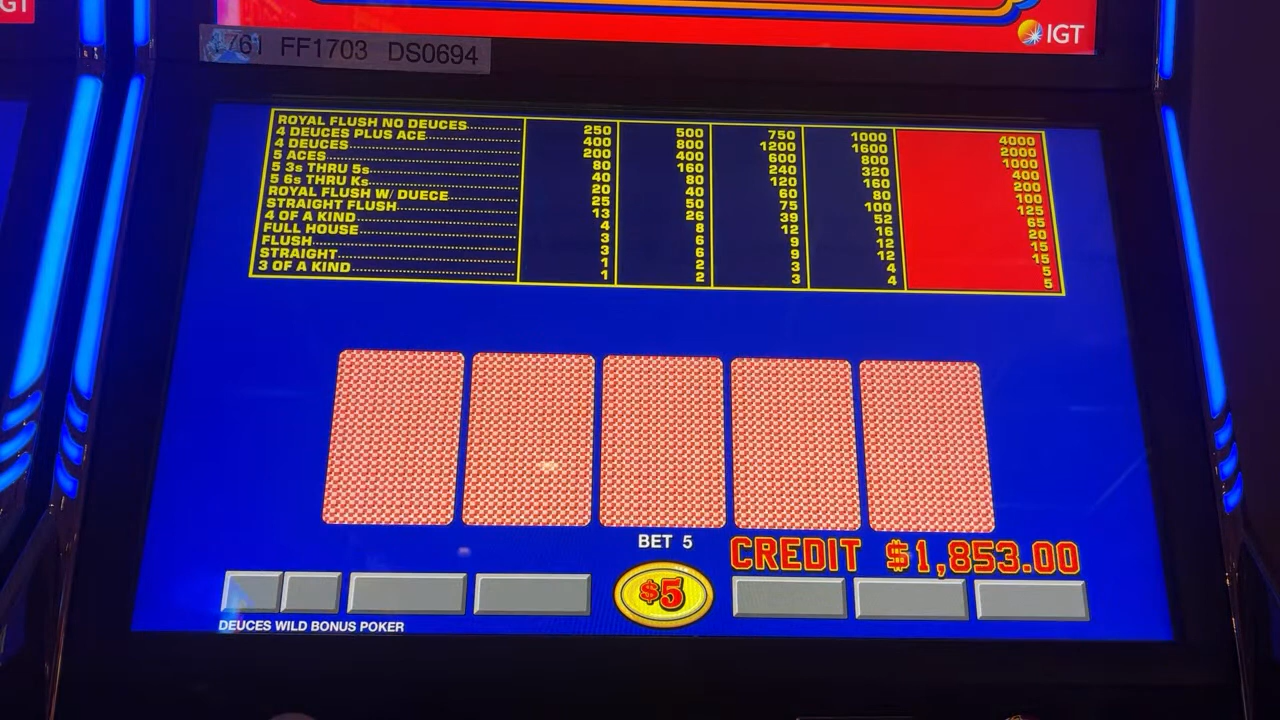 GT
IGT
761 FF1703 DS0694
ROYAL FLUSH NO DEUCES 250 500 750 1000 4000
4 DEUCES PLUS ACE 400 800 1200 1600 2000
4 DEUCES 200 400 600 800 1000
5 ACES 80 160 240 320 400
5 3s THRU 5s 40 80 120 160 200
5 6s THRU Ks 20 40 60 80 100
ROYAL FLUSH W/ DUECE 25 50 75 100 125
STRAIGHT FLUSH 13 26 39 52 65
4 OF A KIND 4 8 12 16 20
FULL HOUSE 3 6 9 12 15
FLUSH 3 6 9 12 15
STRAIGHT 1 2 3 4 5
3 OF A KIND 1 2 3 4 5
BET 5
CREDIT $1,853.00
$5
DEUCES WILD BONUS POKER